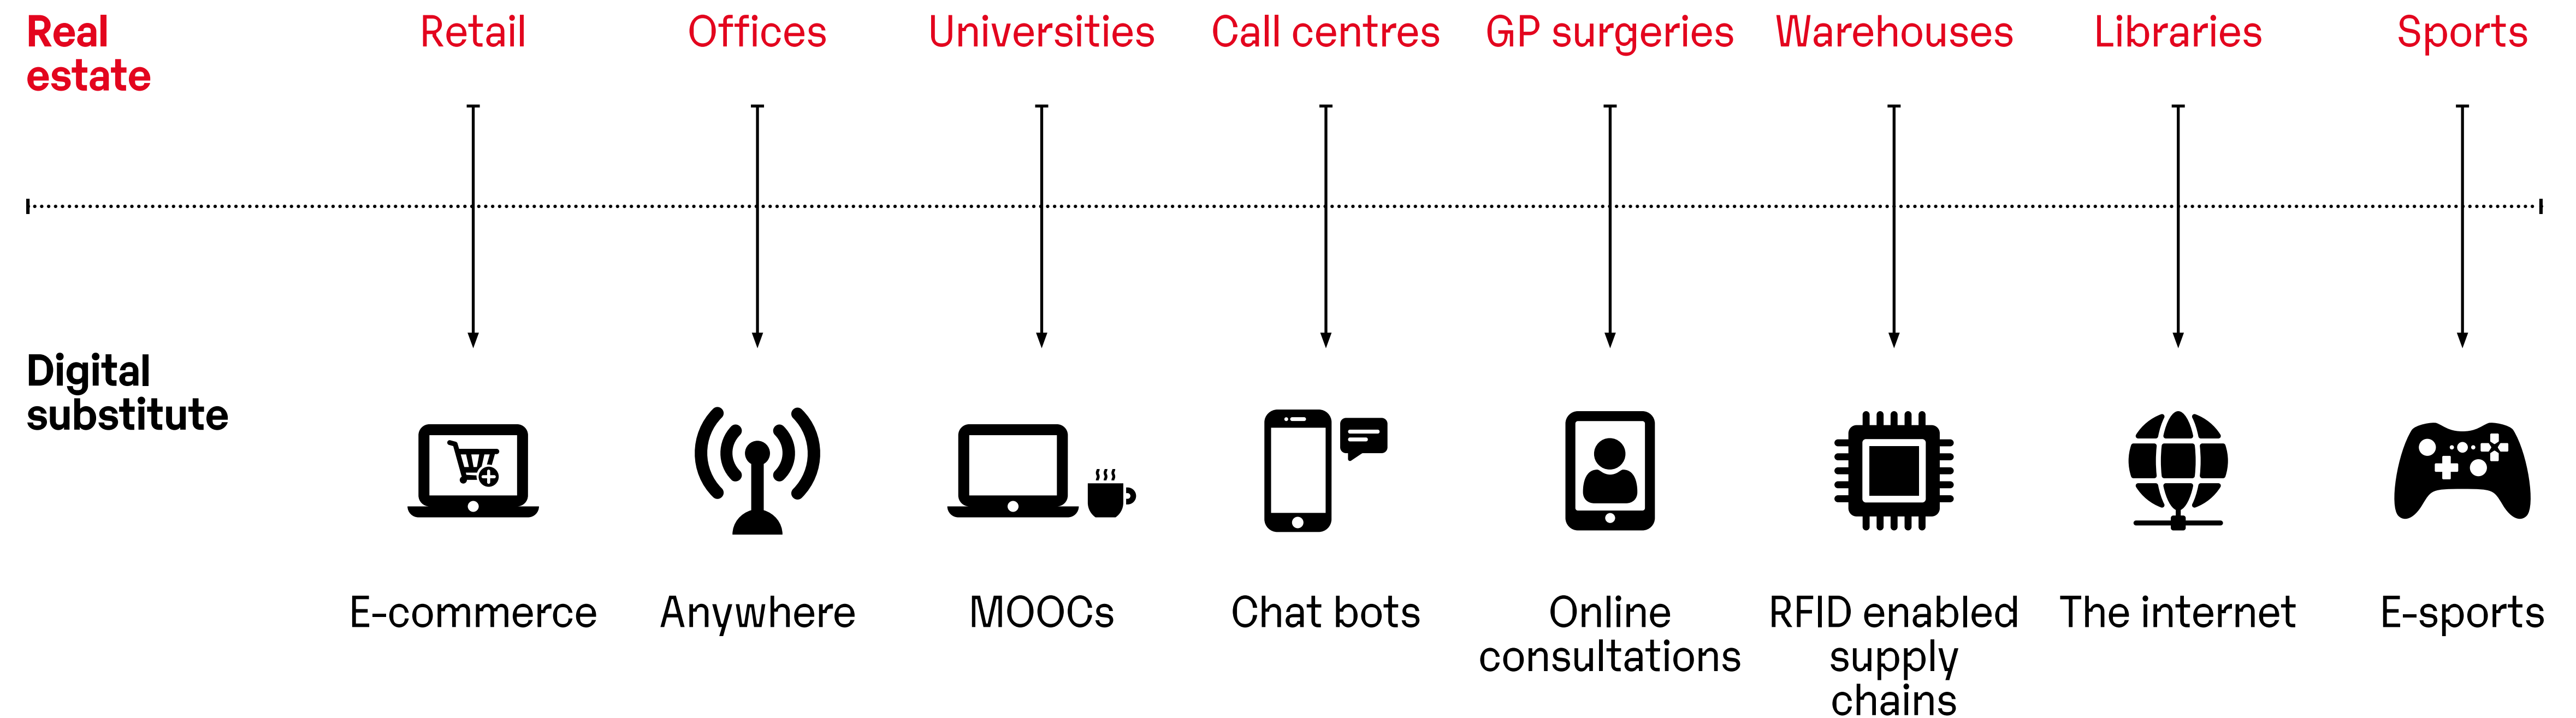 Real
estate
Retail
Offices
Universities
Call centres
GP surgeries
Warehouses
Libraries
Sports
Digital
substitute
E-commerce
Anywhere
MOOCs
Chat bots
Online
consultations
RFID enabled
supply
chains
The internet
E-sports